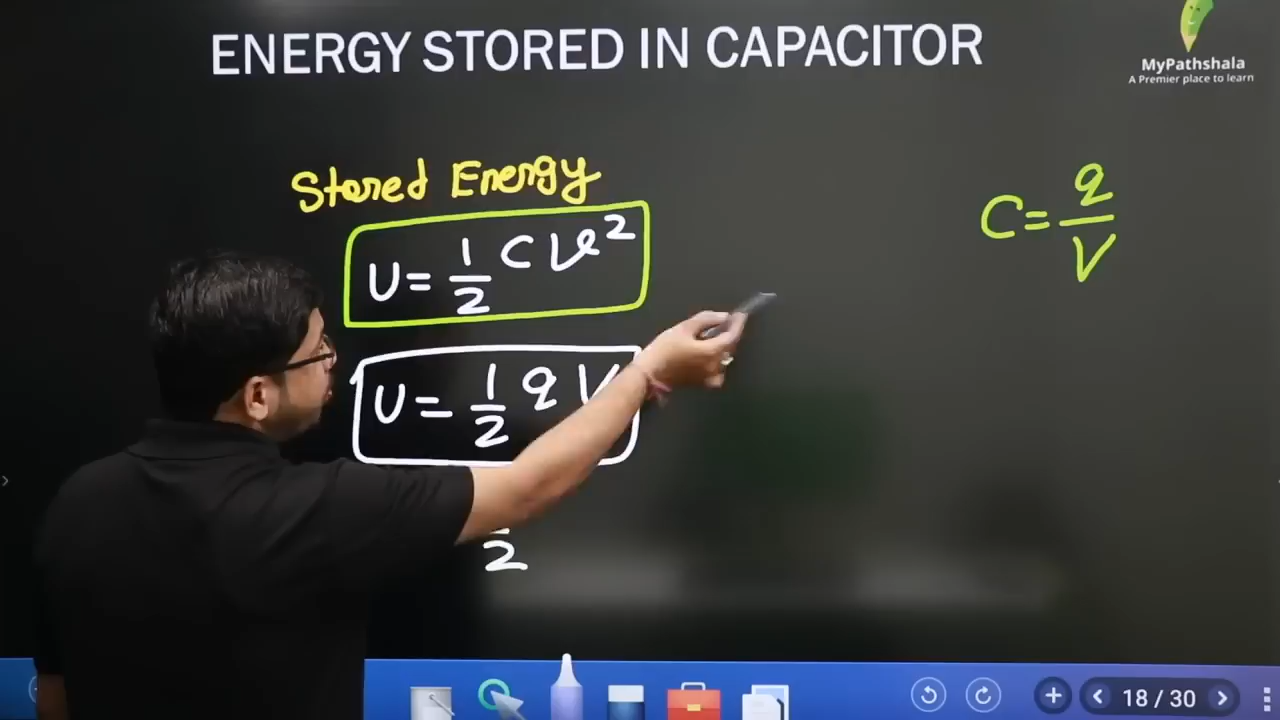 ENERGY STORED IN CAPACITOR
MyPathshala
A Premier place to learn
Stored Energy
C = q/V
U = 1/2 CV²
U = 1/2 q V
2
18 / 30